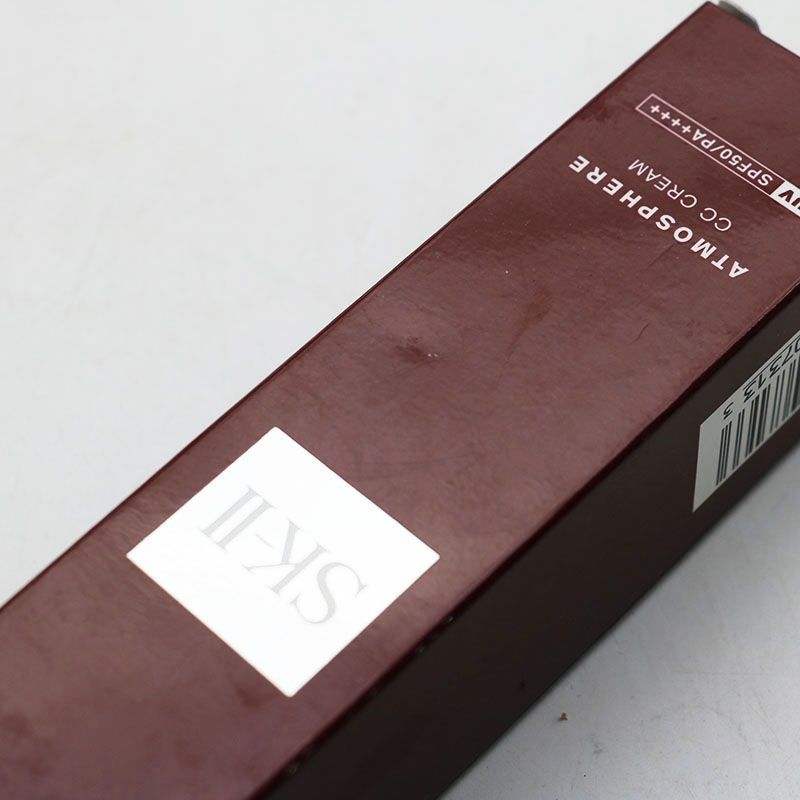 SK-II
ATMOSPHERE
CC CREAM
UV SPF50/PA++++